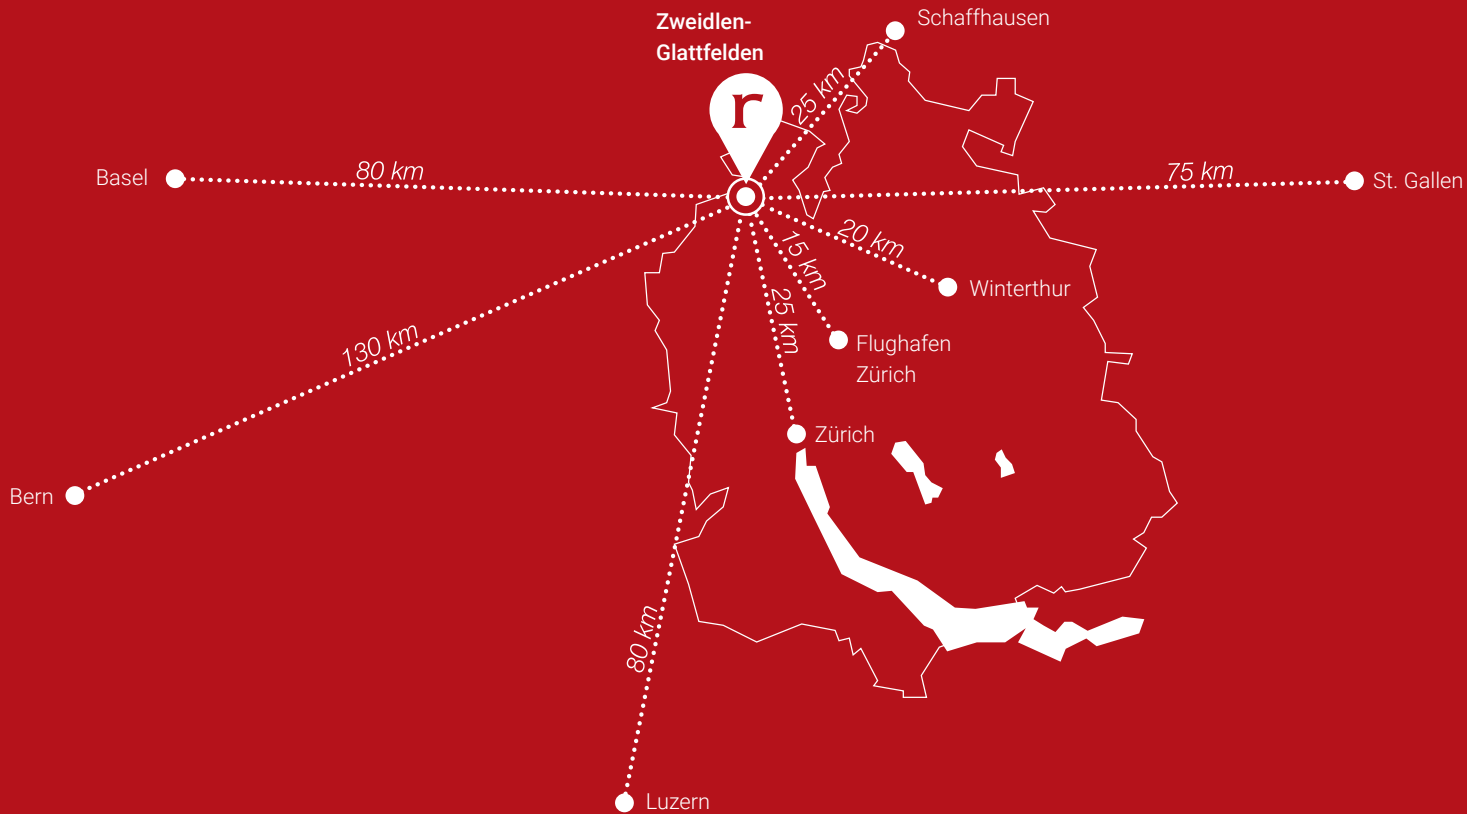 Zweidlen-
Glattfelden
Schaffhausen
r
25 km
Basel
80 km
75 km
St. Gallen
20 km
15 km
Winterthur
25 km
130 km
Flughafen
Zürich
Zürich
Bern
80 km
Luzern